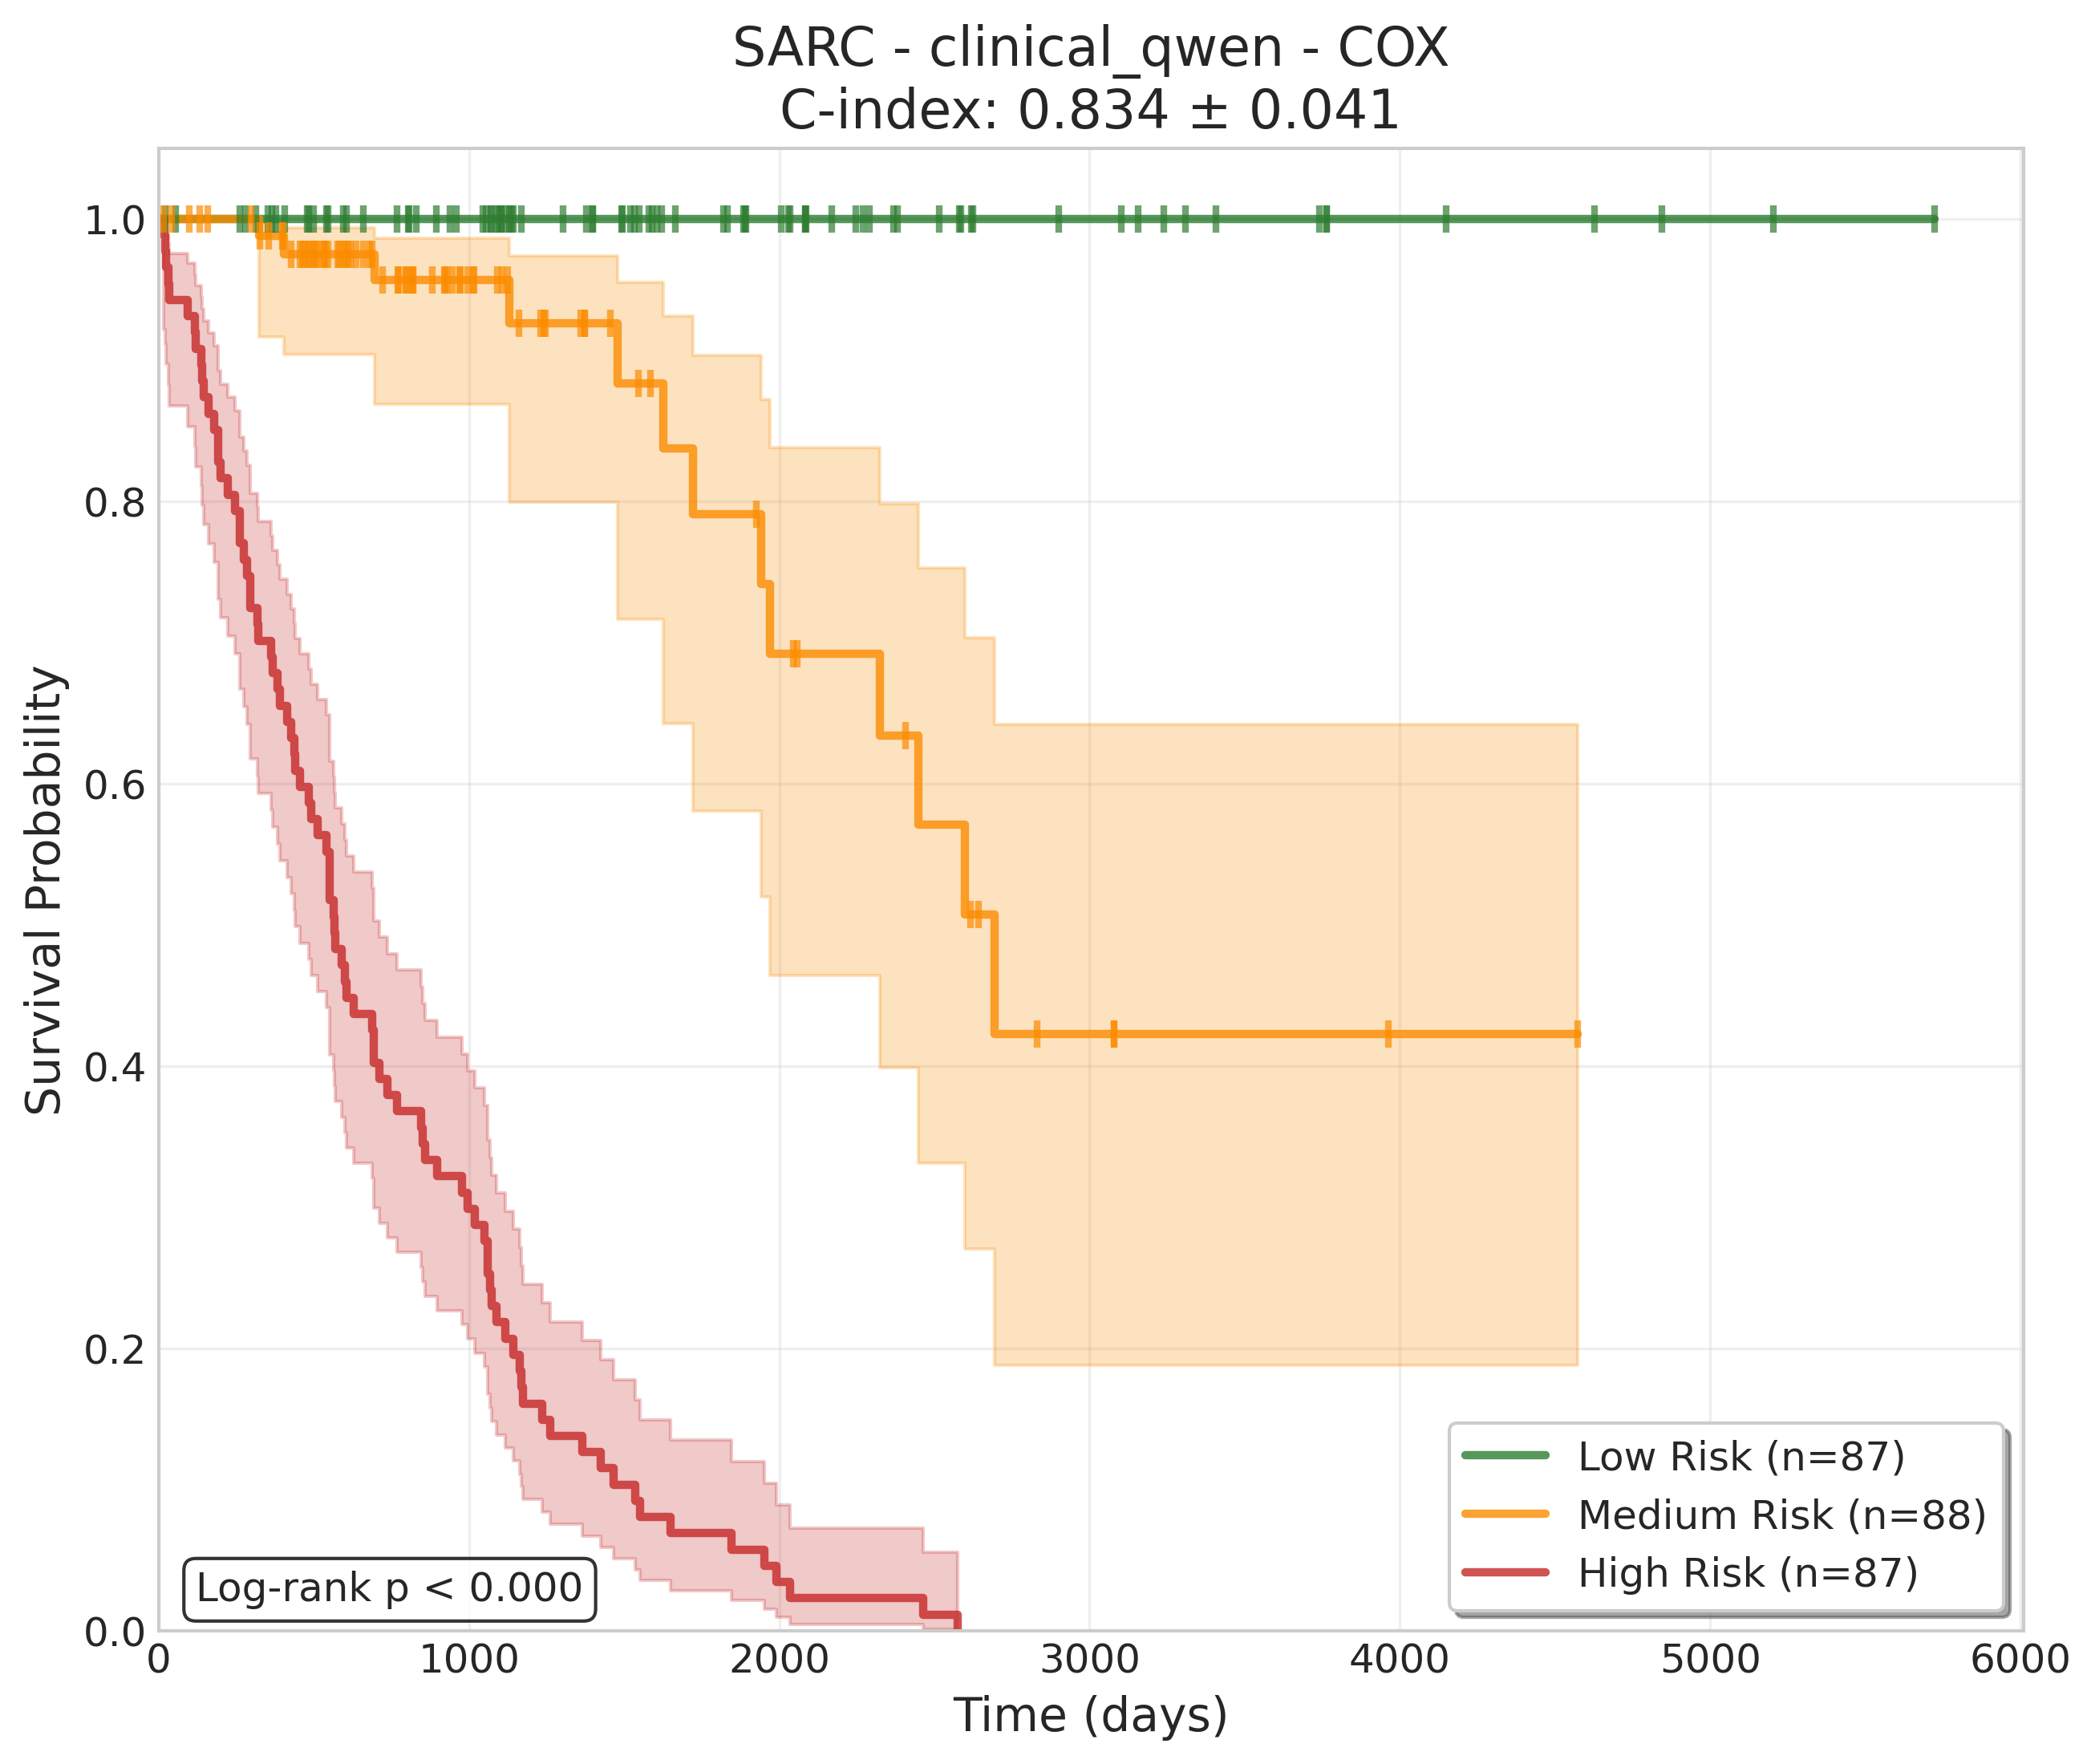 SARC - clinical_qwen - COX
C-index: 0.834 ± 0.041
Survival Probability
1.0
0.8
0.6
0.4
0.2
0.0
0 1000 2000 3000 4000 5000 6000
Time (days)
Log-rank p < 0.000
Low Risk (n=87)
Medium Risk (n=88)
High Risk (n=87)